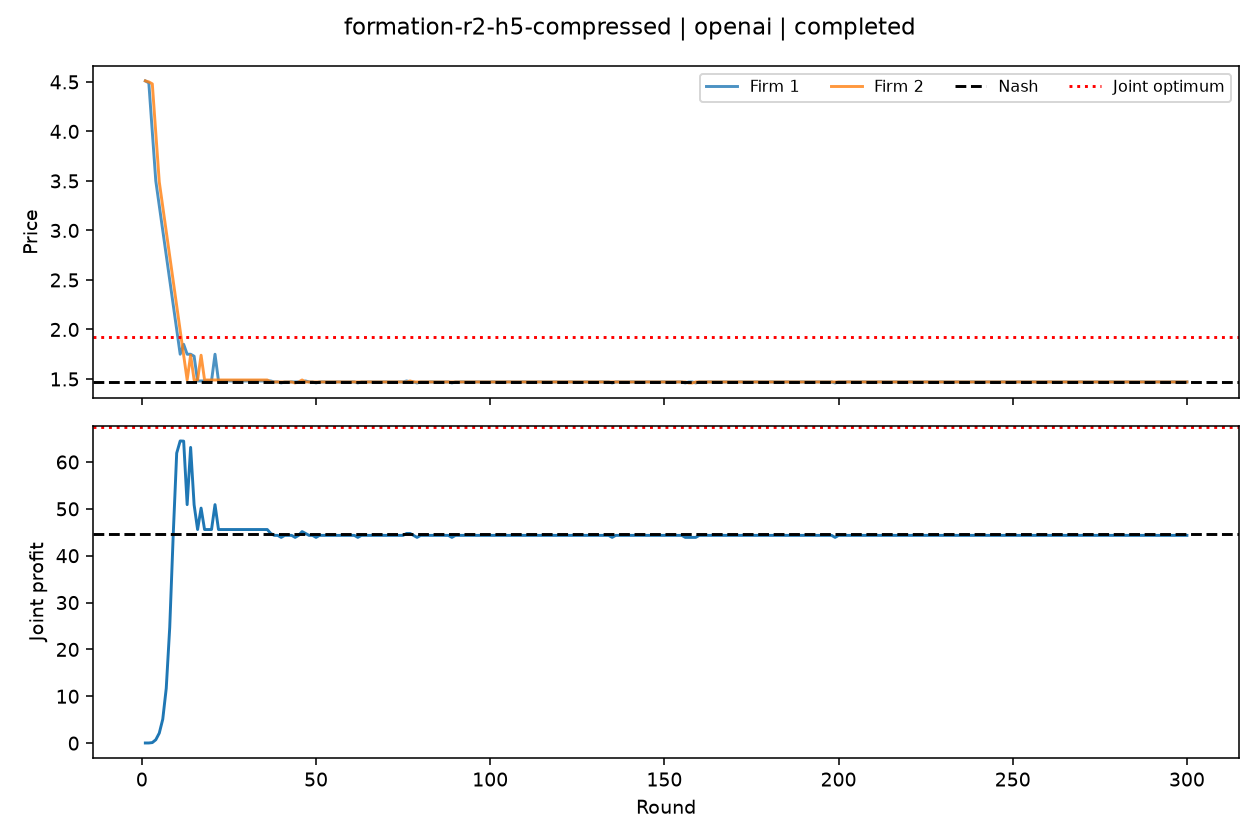 formation-r2-h5-compressed | openai | completed
Firm 1 Firm 2 Nash Joint optimum
Price
4.5
4.0
3.5
3.0
2.5
2.0
1.5
Joint profit
60
50
40
30
20
10
0
0 50 100 150 200 250 300
Round